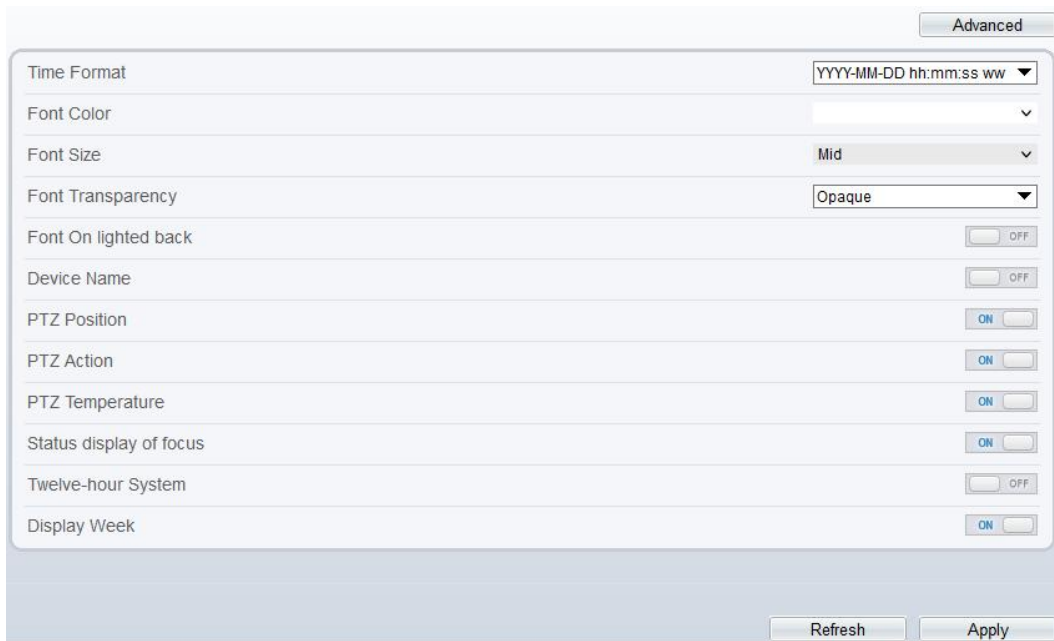 Advanced
Time Format YYYY-MM-DD hh:mm:ss ww
Font Color
Font Size Mid
Font Transparency Opaque
Font On lighted back OFF
Device Name OFF
PTZ Position ON
PTZ Action ON
PTZ Temperature ON
Status display of focus ON
Twelve-hour System OFF
Display Week ON
Refresh Apply